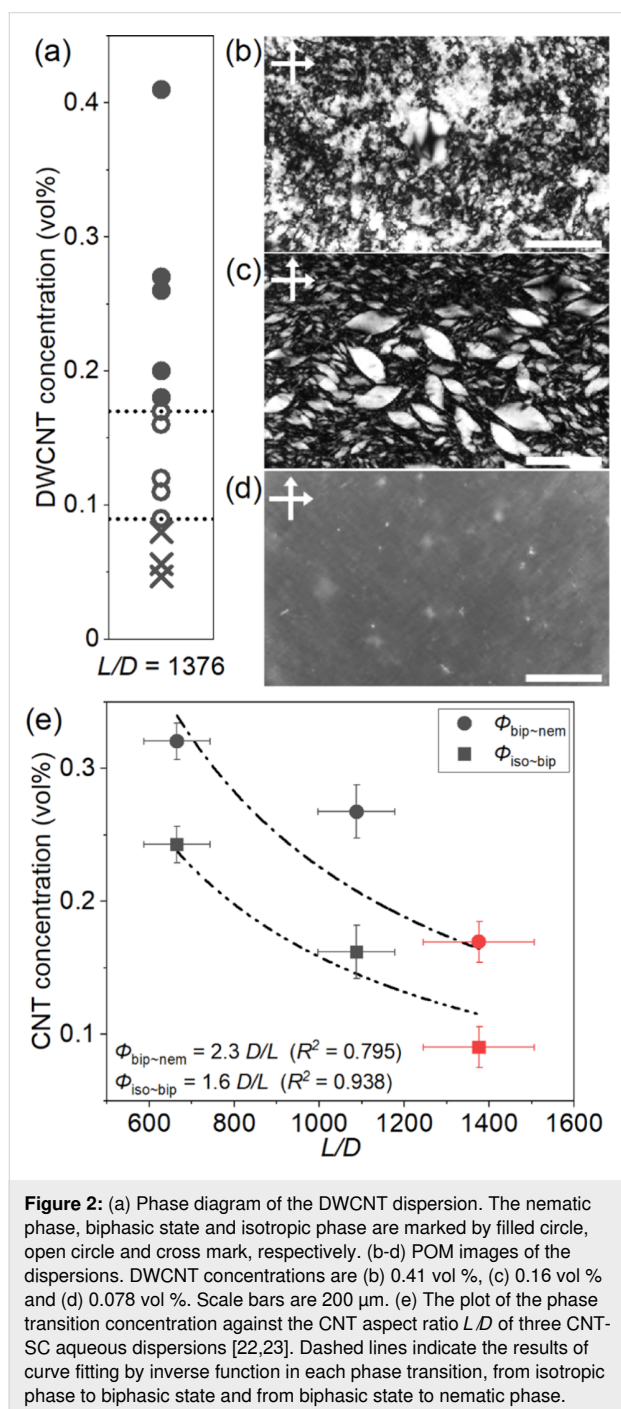 (a)
DWCNT concentration (vol%)
0.4
0.3
0.2
0.1
0
L/D = 1376
(b)
(c)
(d)
(e)
CNT concentration (vol%)
0.3
0.2
0.1
Φbip~nem
Φiso~bip
Φbip~nem = 2.3 D/L (R² = 0.795)
Φiso~bip = 1.6 D/L (R² = 0.938)
600 800 1000 1200 1400 1600
L/D
Figure 2: (a) Phase diagram of the DWCNT dispersion. The nematic
phase, biphasic state and isotropic phase are marked by filled circle,
open circle and cross mark, respectively. (b-d) POM images of the
dispersions. DWCNT concentrations are (b) 0.41 vol %, (c) 0.16 vol %
and (d) 0.078 vol %. Scale bars are 200 μm. (e) The plot of the phase
transition concentration against the CNT aspect ratio L/D of three CNT-
SC aqueous dispersions [22,23]. Dashed lines indicate the results of
curve fitting by inverse function in each phase transition, from isotropic
phase to biphasic state and from biphasic state to nematic phase.